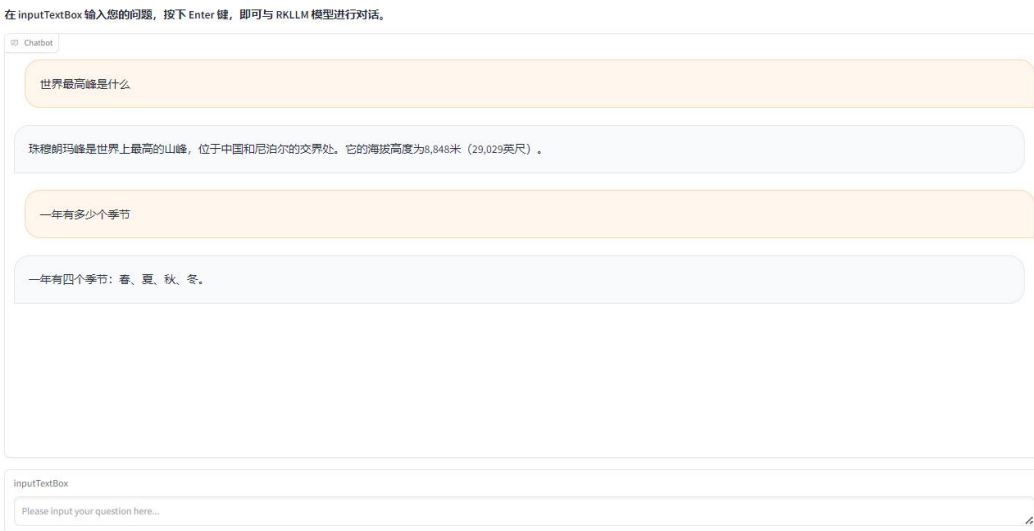 在 inputTextBox 输入您的问题，按下 Enter 键，即可与 RKLLM 模型进行对话。
Chatbot
世界最高峰是什么
珠穆朗玛峰是世界上最高的山峰，位于中国和尼泊尔的交界处。它的海拔高度为8,848米（29,029英尺）。
一年有多少个季节
一年有四个季节：春、夏、秋、冬。
inputTextBox
Please input your question here...